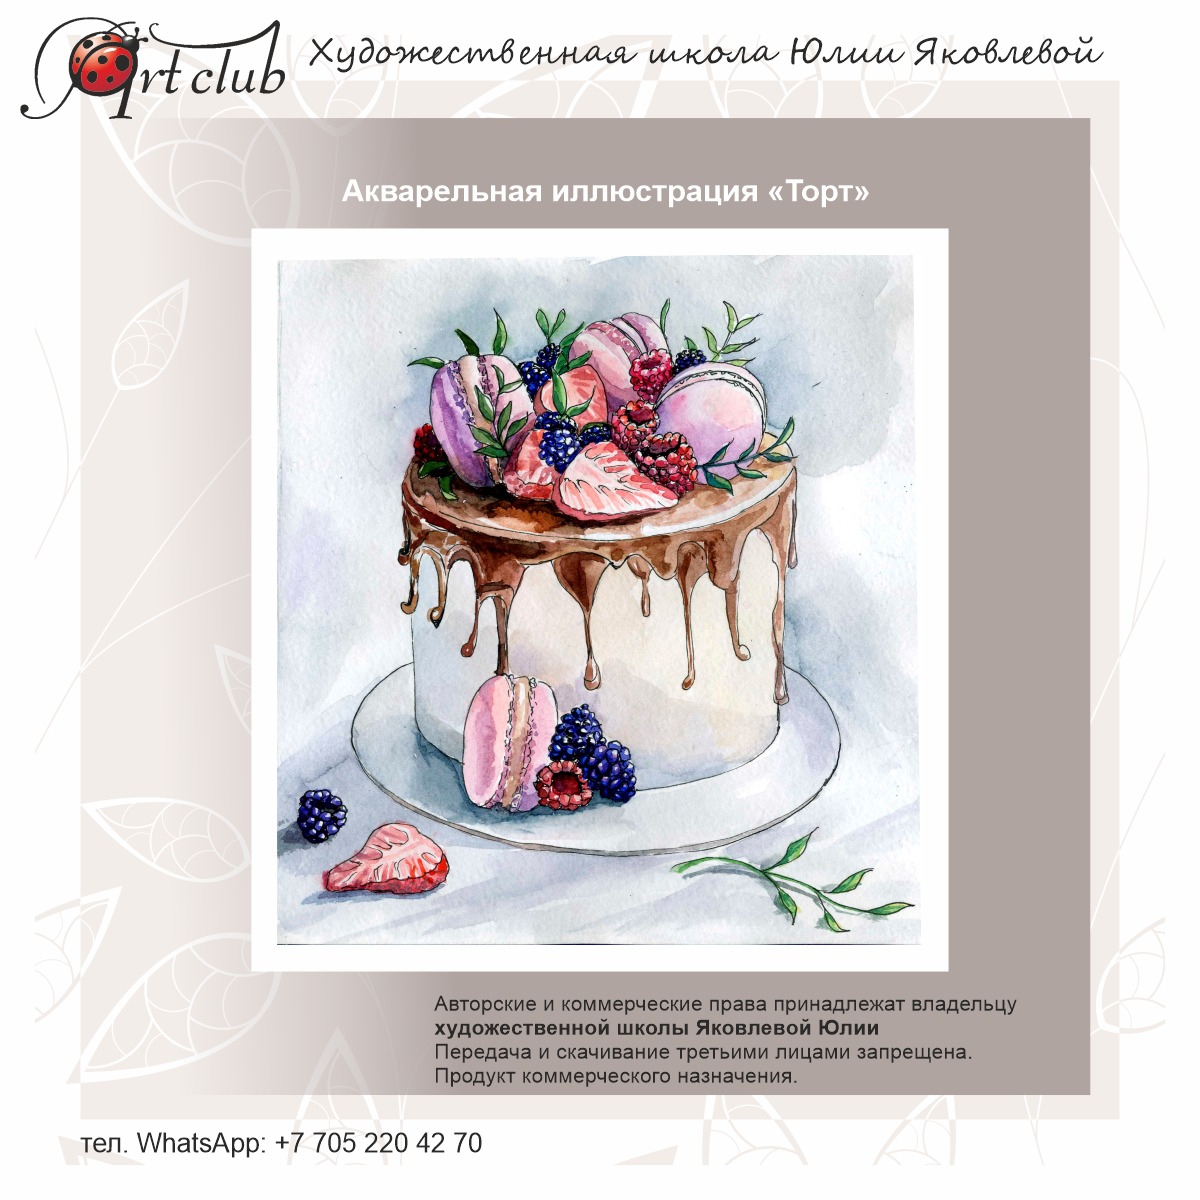 Art club
Художественная школа Юлии Яковлевой
Акварельная иллюстрация «Торт»
Авторские и коммерческие права принадлежат владельцу
художественной школы Яковлевой Юлии
Передача и скачивание третьими лицами запрещена.
Продукт коммерческого назначения.
тел. WhatsApp: +7 705 220 42 70